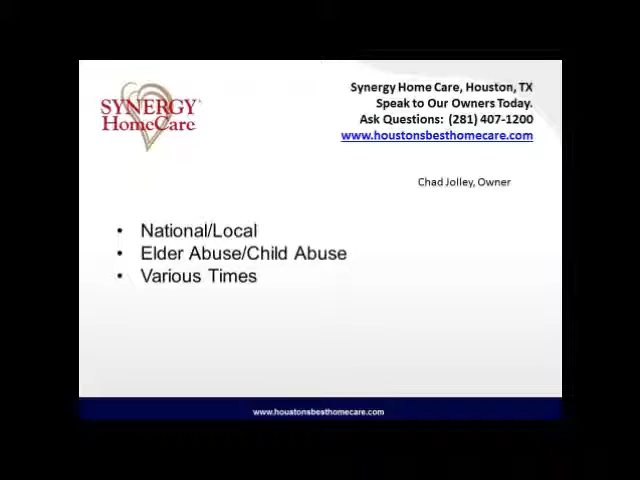 SYNERGY
HomeCare
Synergy Home Care, Houston, TX
Speak to Our Owners Today.
Ask Questions: (281) 407-1200
www.houstonsbesthomecare.com
Chad Jolley, Owner
• National/Local
• Elder Abuse/Child Abuse
• Various Times
www.houstonsbesthomecare.com